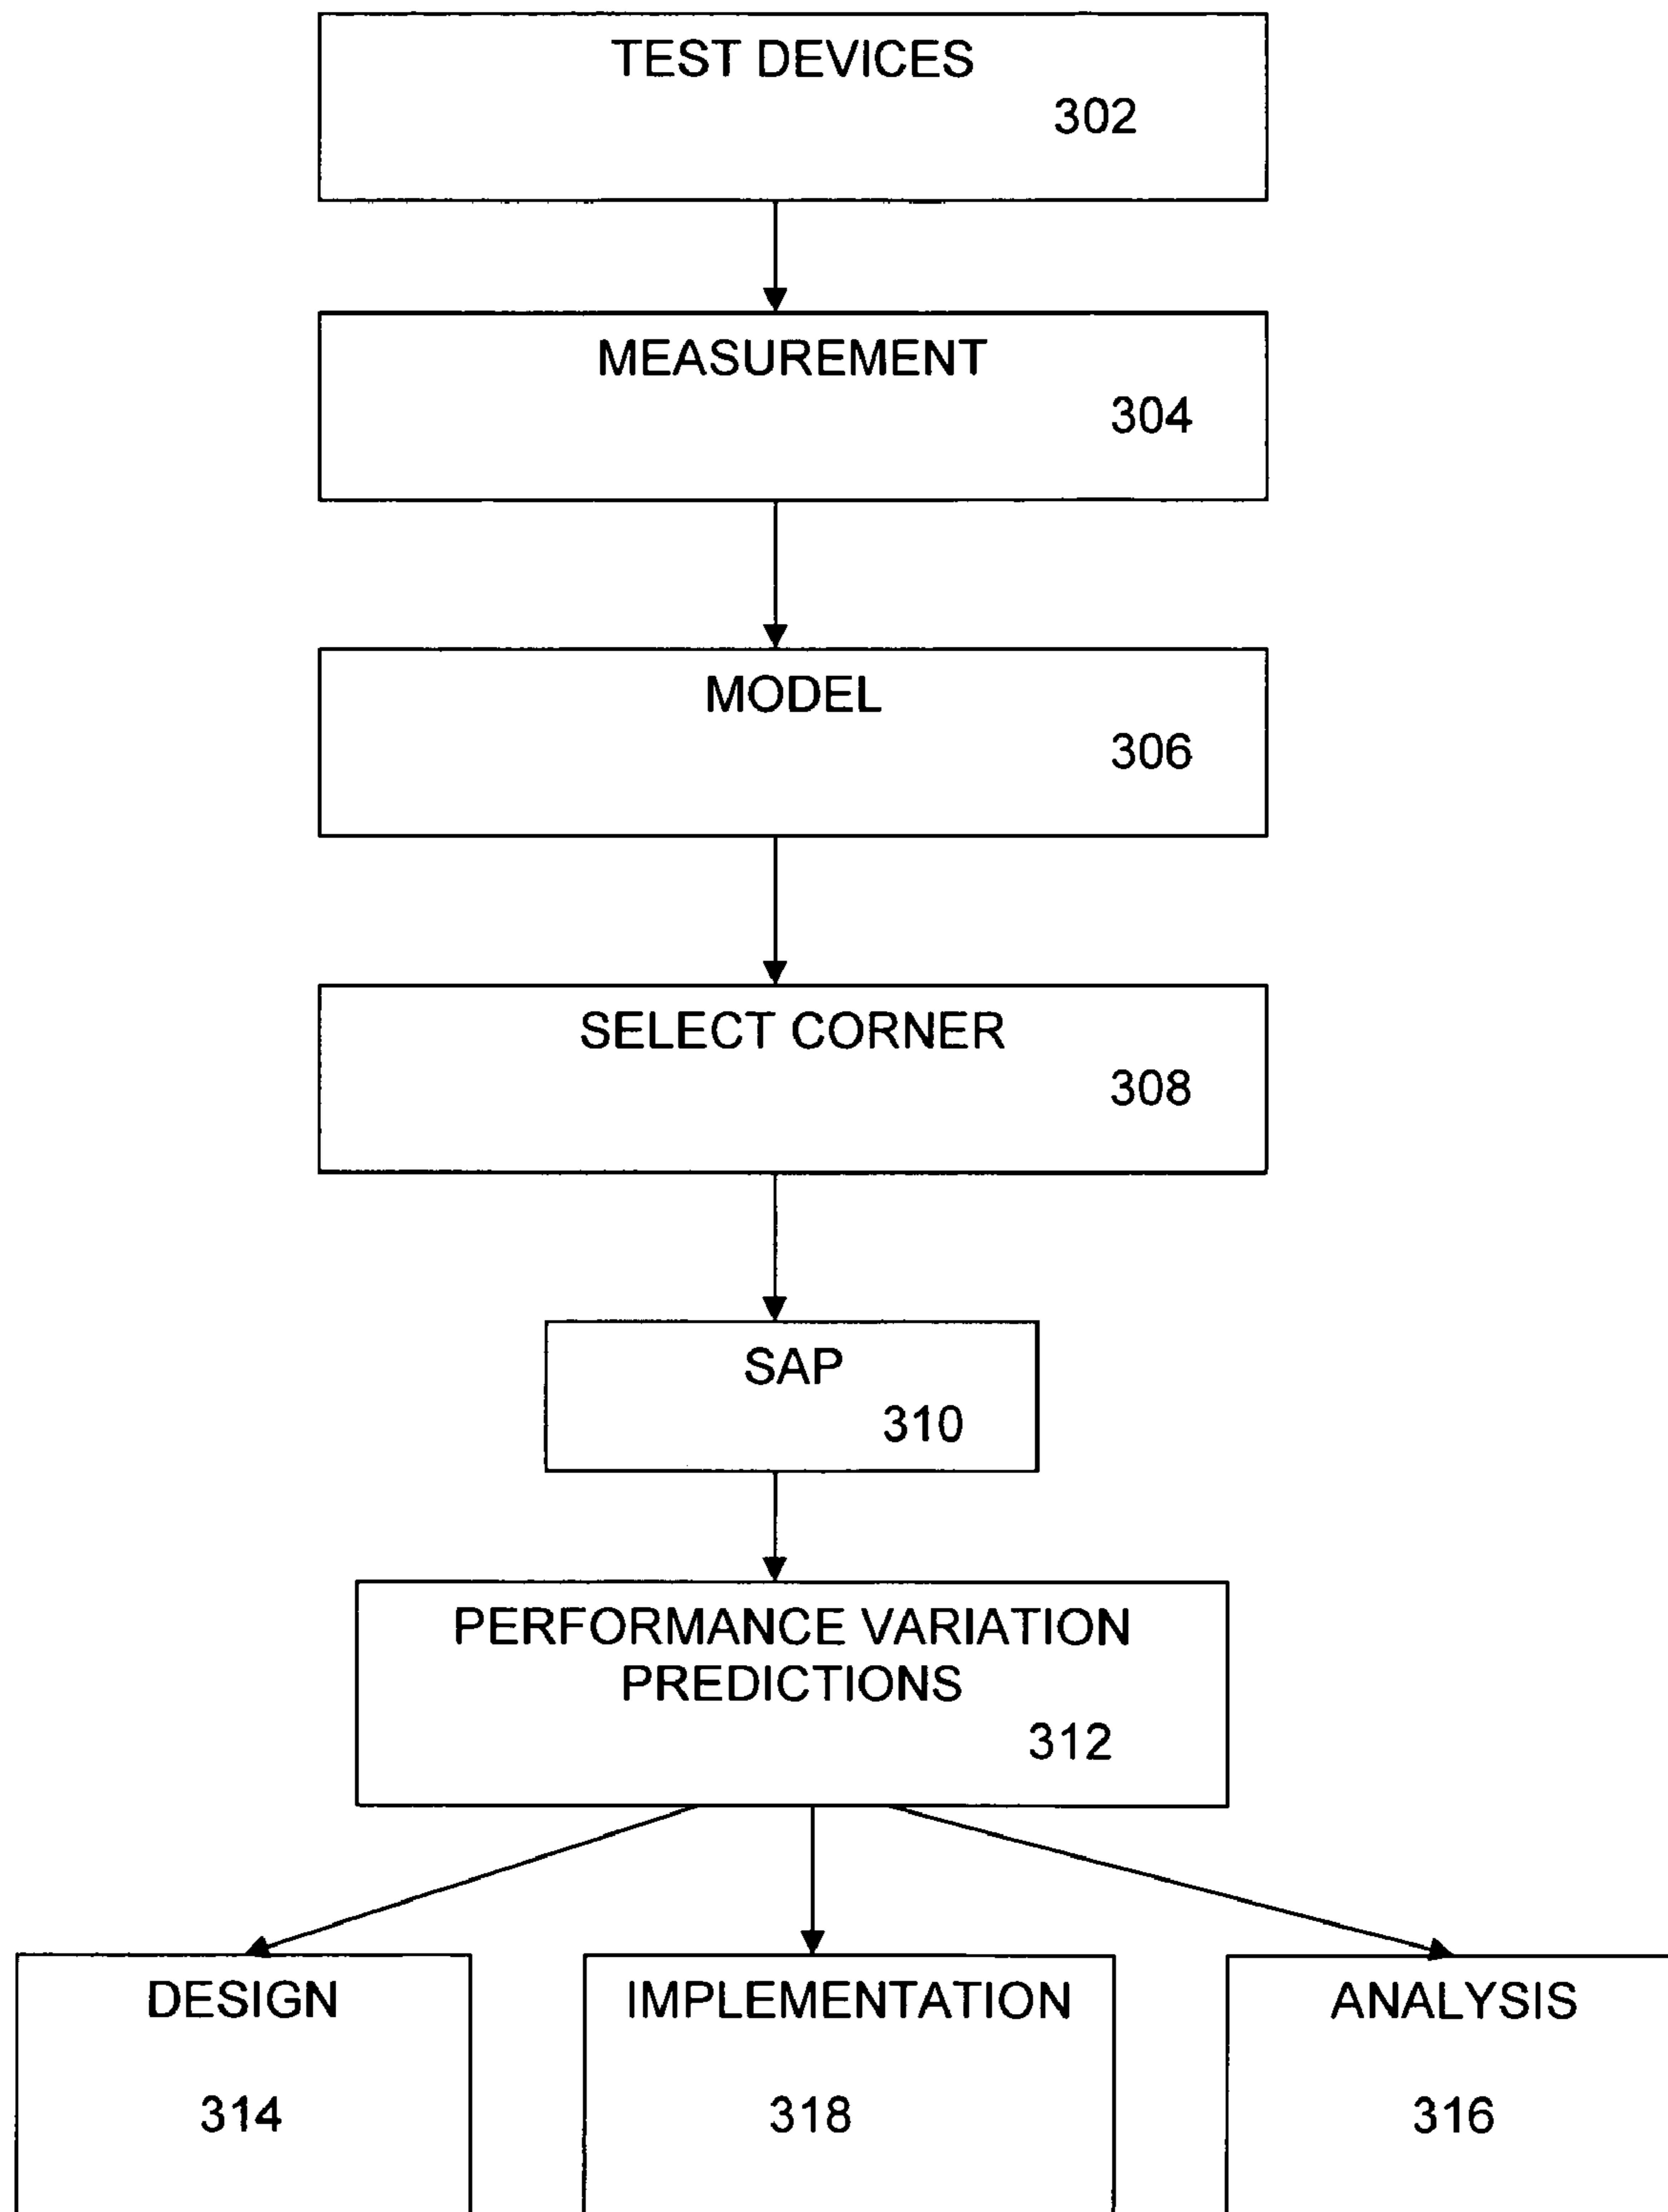 TEST DEVICES
302
MEASUREMENT
304
MODEL
306
SELECT CORNER
308
SAP
310
PERFORMANCE VARIATION
PREDICTIONS
312
DESIGN
314
IMPLEMENTATION
318
ANALYSIS
316